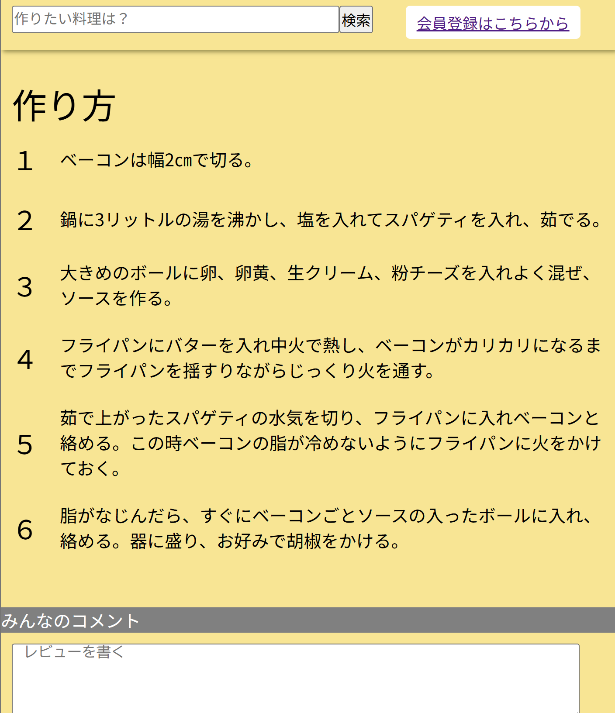 作りたい料理は？ 検索 会員登録はこちらから
作り方
1 ベーコンは幅2㎝で切る。
2 鍋に3リットルの湯を沸かし、塩を入れてスパゲティを入れ、茹でる。
3 大きめのボールに卵、卵黄、生クリーム、粉チーズを入れよく混ぜ、
ソースを作る。
4 フライパンにバターを入れ中火で熱し、ベーコンがカリカリになるま
でフライパンを揺すりながらじっくり火を通す。
5 茹で上がったスパゲティの水気を切り、フライパンに入れベーコンと
絡める。この時ベーコンの脂が冷めないようにフライパンに火をかけ
ておく。
6 脂がなじんだら、すぐにベーコンごとソースの入ったボールに入れ、
絡める。器に盛り、お好みで胡椒をかける。
みんなのコメント
レビューを書く